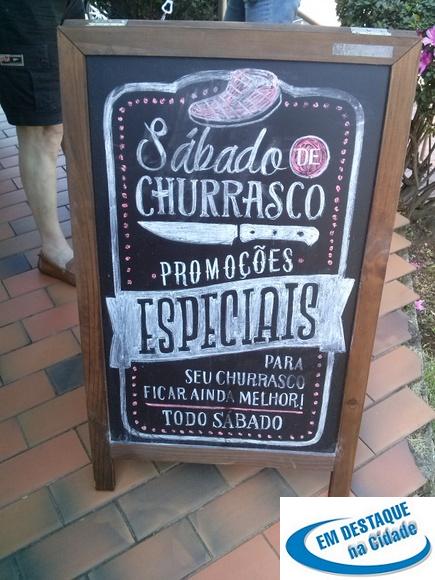 Sábado DE
CHURRASCO
PROMOÇÕES
ESPECIAIS
PARA
SEU CHURRASCO
FICAR AINDA MELHOR!
TODO SÁBADO
EM DESTAQUE
na Cidade